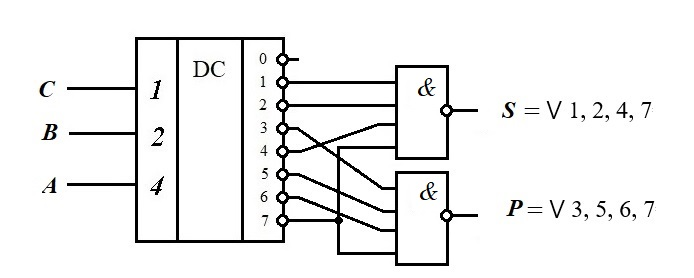 DC
C
B
A
1
2
4
0
1
2
3
4
5
6
7
&
S = ∨ 1, 2, 4, 7
&
P = ∨ 3, 5, 6, 7